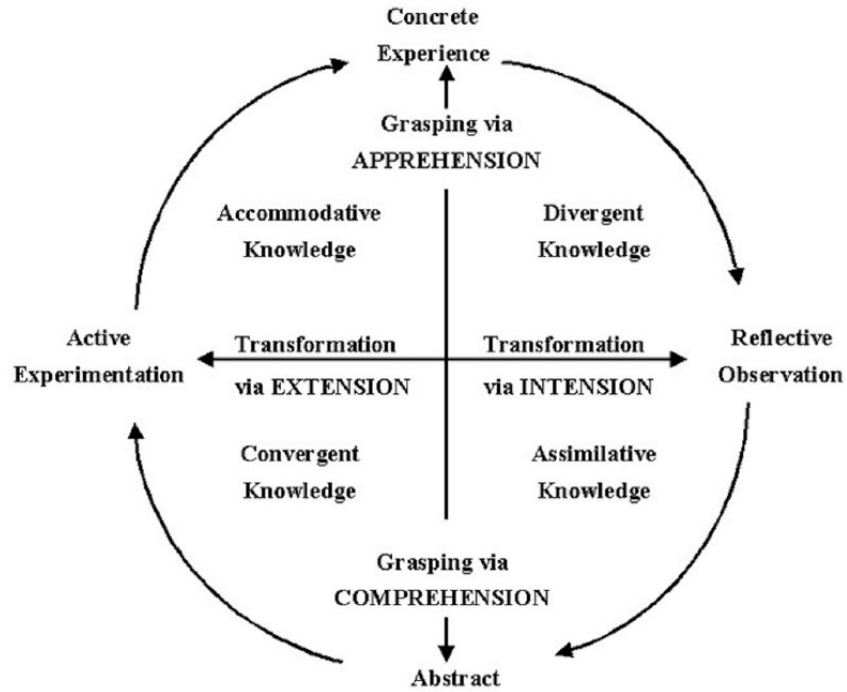 Concrete
Experience
Grasping via
APPREHENSION
Accommodative
Knowledge
Divergent
Knowledge
Active
Experimentation
Transformation
via EXTENSION
Transformation
via INTENSION
Reflective
Observation
Convergent
Knowledge
Assimilative
Knowledge
Grasping via
COMPREHENSION
Abstract